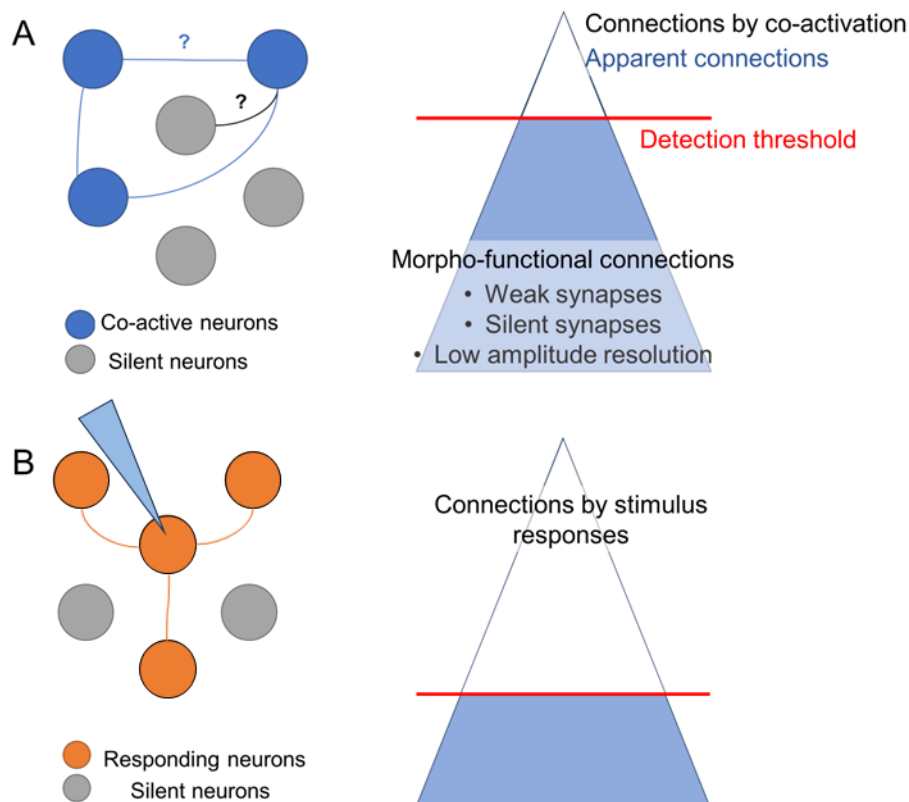 A
?
?
Co-active neurons
Silent neurons
Connections by co-activation
Apparent connections
Detection threshold
Morpho-functional connections
• Weak synapses
• Silent synapses
• Low amplitude resolution
B
Responding neurons
Silent neurons
Connections by stimulus
responses